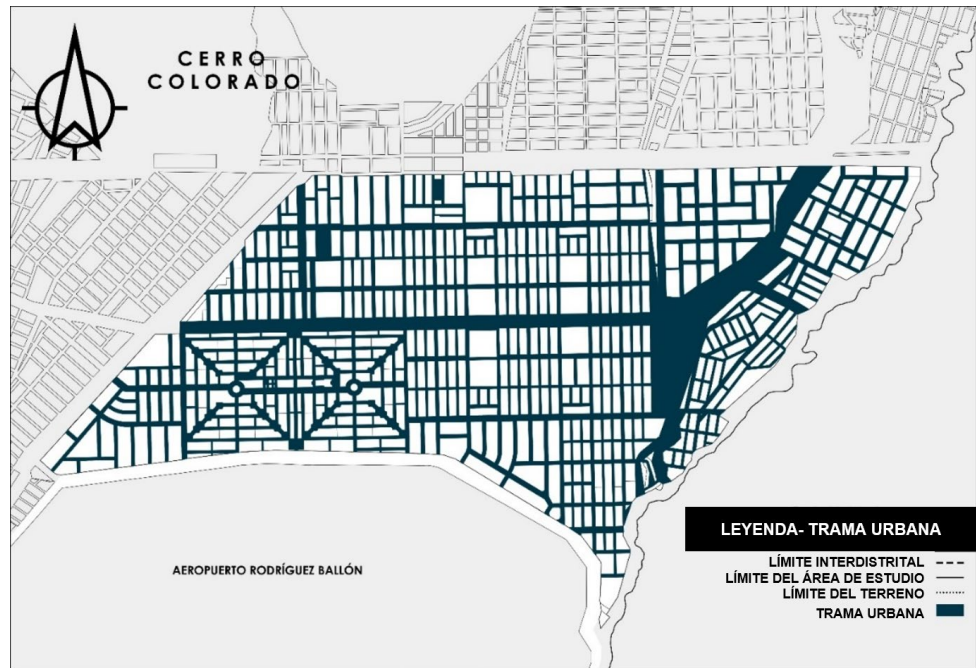 CERRO
COLORADO
AEROPUERTO RODRÍGUEZ BALLÓN
LEYENDA- TRAMA URBANA
LÍMITE INTERDISTRITAL
LÍMITE DEL ÁREA DE ESTUDIO
LÍMITE DEL TERRENO
TRAMA URBANA